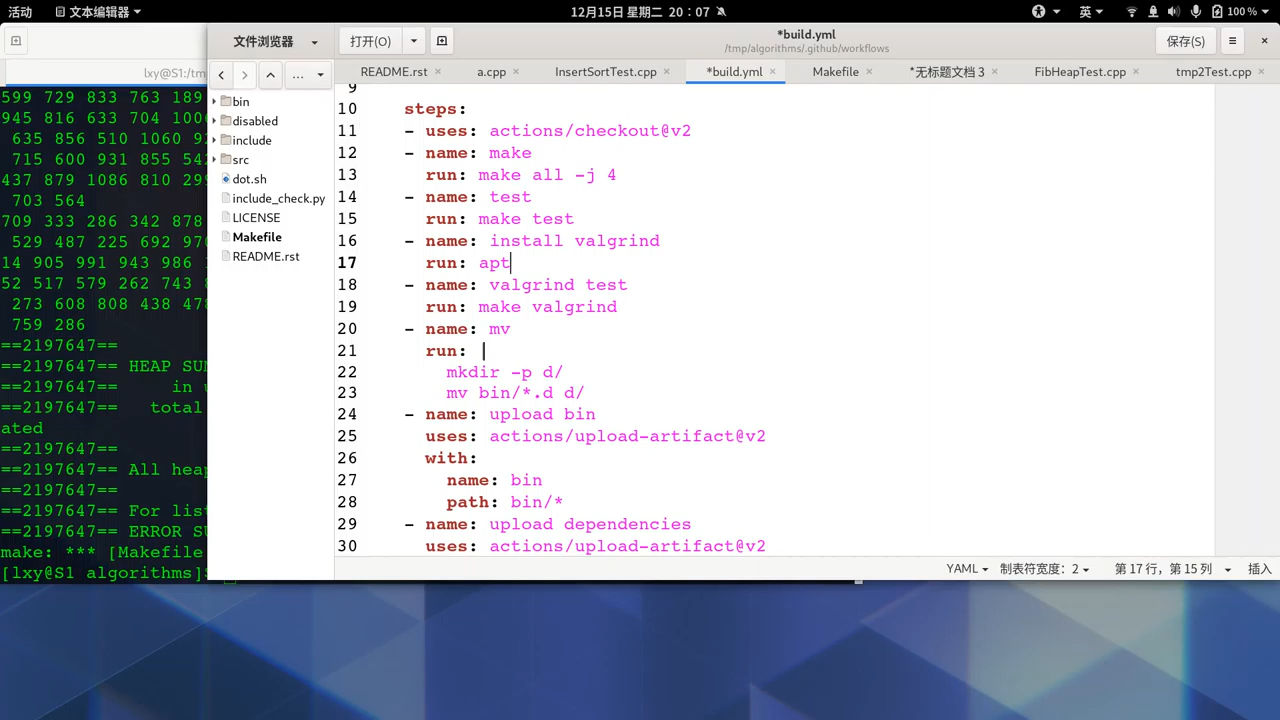 活动
文本编辑器
12月15日 星期二 20：07
英
100 %
文件浏览器
打开(O)
*build.yml
/tmp/algorithms/.github/workflows
保存(S)
lxy@S1:/tm
README.rst
a.cpp
InsertSortTest.cpp
*build.yml
Makefile
*无标题文档 3
FibHeapTest.cpp
tmp2Test.cpp
...
bin
disabled
include
src
dot.sh
include_check.py
LICENSE
Makefile
README.rst
599 729 833 763 189
945 816 633 704 100
635 856 510 1060 92
715 600 931 855 542
437 879 1086 810 299
703 564
709 333 286 342 878
529 487 225 692 970
14 905 991 943 986 1
52 517 579 262 743 8
273 608 808 438 478
759 286
==2197647==
==2197647== HEAP SUM
==2197647== in u
==2197647== total
ated
==2197647==
==2197647== All heap
==2197647==
==2197647== For list
==2197647== ERROR SU
make: *** [Makefile
[lxy@S1 algorithms]$
9
10 steps:
11 - uses: actions/checkout@v2
12 - name: make
13 run: make all -j 4
14 - name: test
15 run: make test
16 - name: install valgrind
17 run: apt
18 - name: valgrind test
19 run: make valgrind
20 - name: mv
21 run: |
22 mkdir -p d/
23 mv bin/*.d d/
24 - name: upload bin
25 uses: actions/upload-artifact@v2
26 with:
27 name: bin
28 path: bin/*
29 - name: upload dependencies
30 uses: actions/upload-artifact@v2
YAML
制表符宽度：2
第 17 行，第 15 列
插入